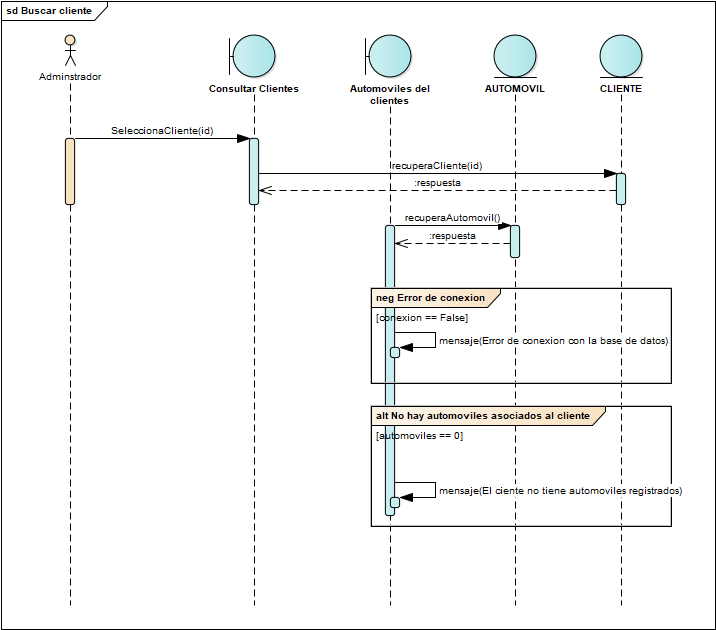 sd Buscar cliente
Adminstrador
Consultar Clientes
Automoviles del
clientes
AUTOMOVIL
CLIENTE
SeleccionaCliente(id)
recuperaCliente(id)
:respuesta
recuperaAutomovil()
:respuesta
neg Error de conexion
[conexion == False]
mensaje(Error de conexion con la base de datos)
alt No hay automoviles asociados al cliente
[automoviles == 0]
mensaje(El ciente no tiene automoviles registrados)